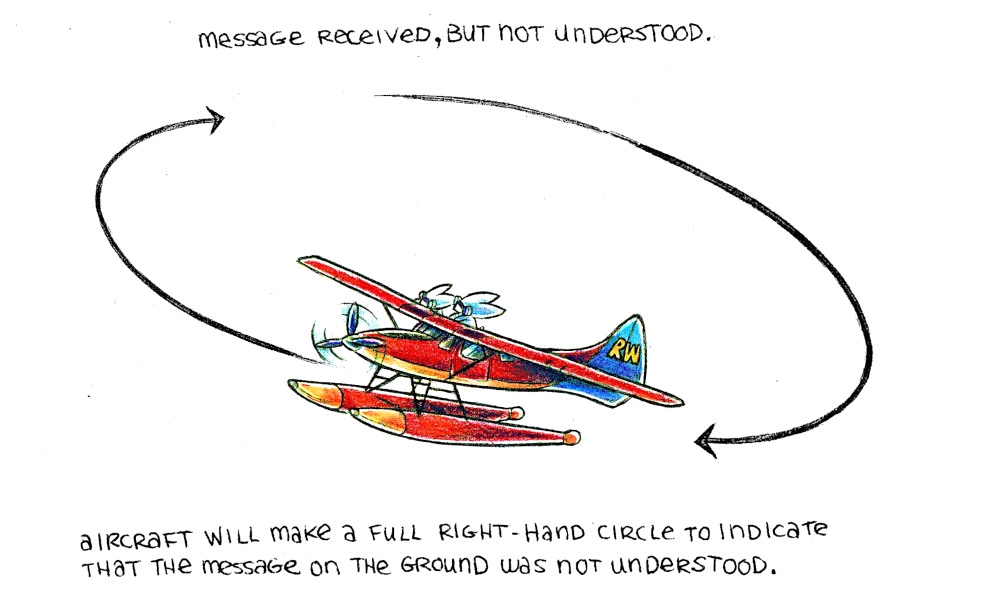 message Received, BUT not understood.
RW
aircraft will make a full right-hand circle to indicate
that the message on the ground was not understood.